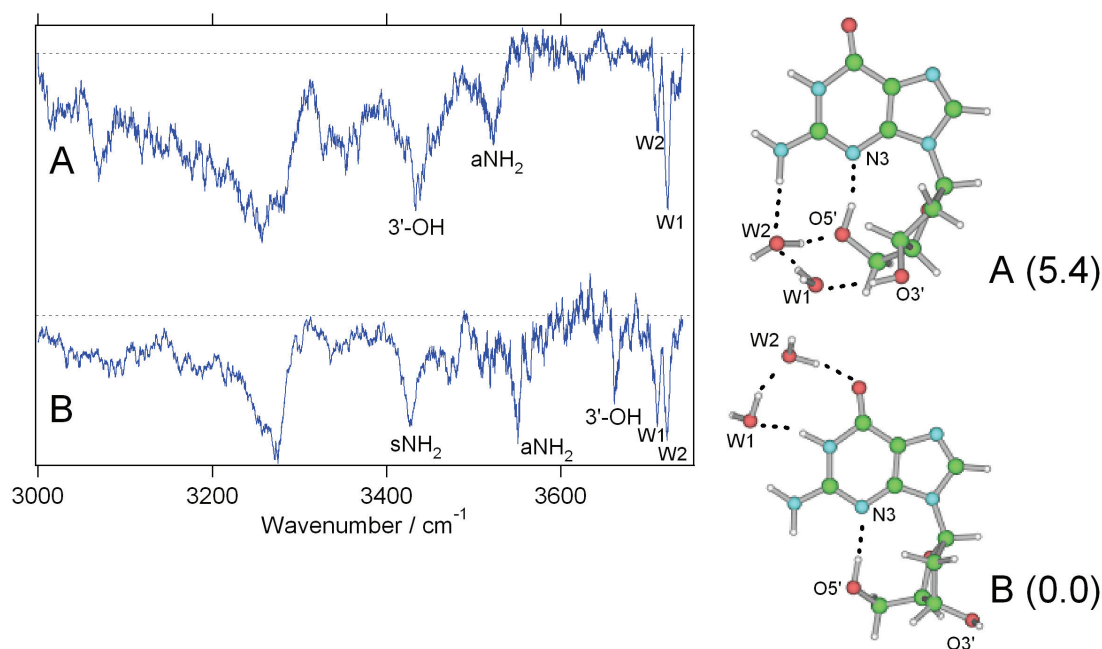 A
aNH₂
3'-OH
W2
W1
B
sNH₂
aNH₂
3'-OH
W1
W2
3000
3200
3400
3600
Wavenumber / cm⁻¹
N3
O5'
W2
W1
O3'
A (5.4)
W2
W1
N3
O5'
O3'
B (0.0)